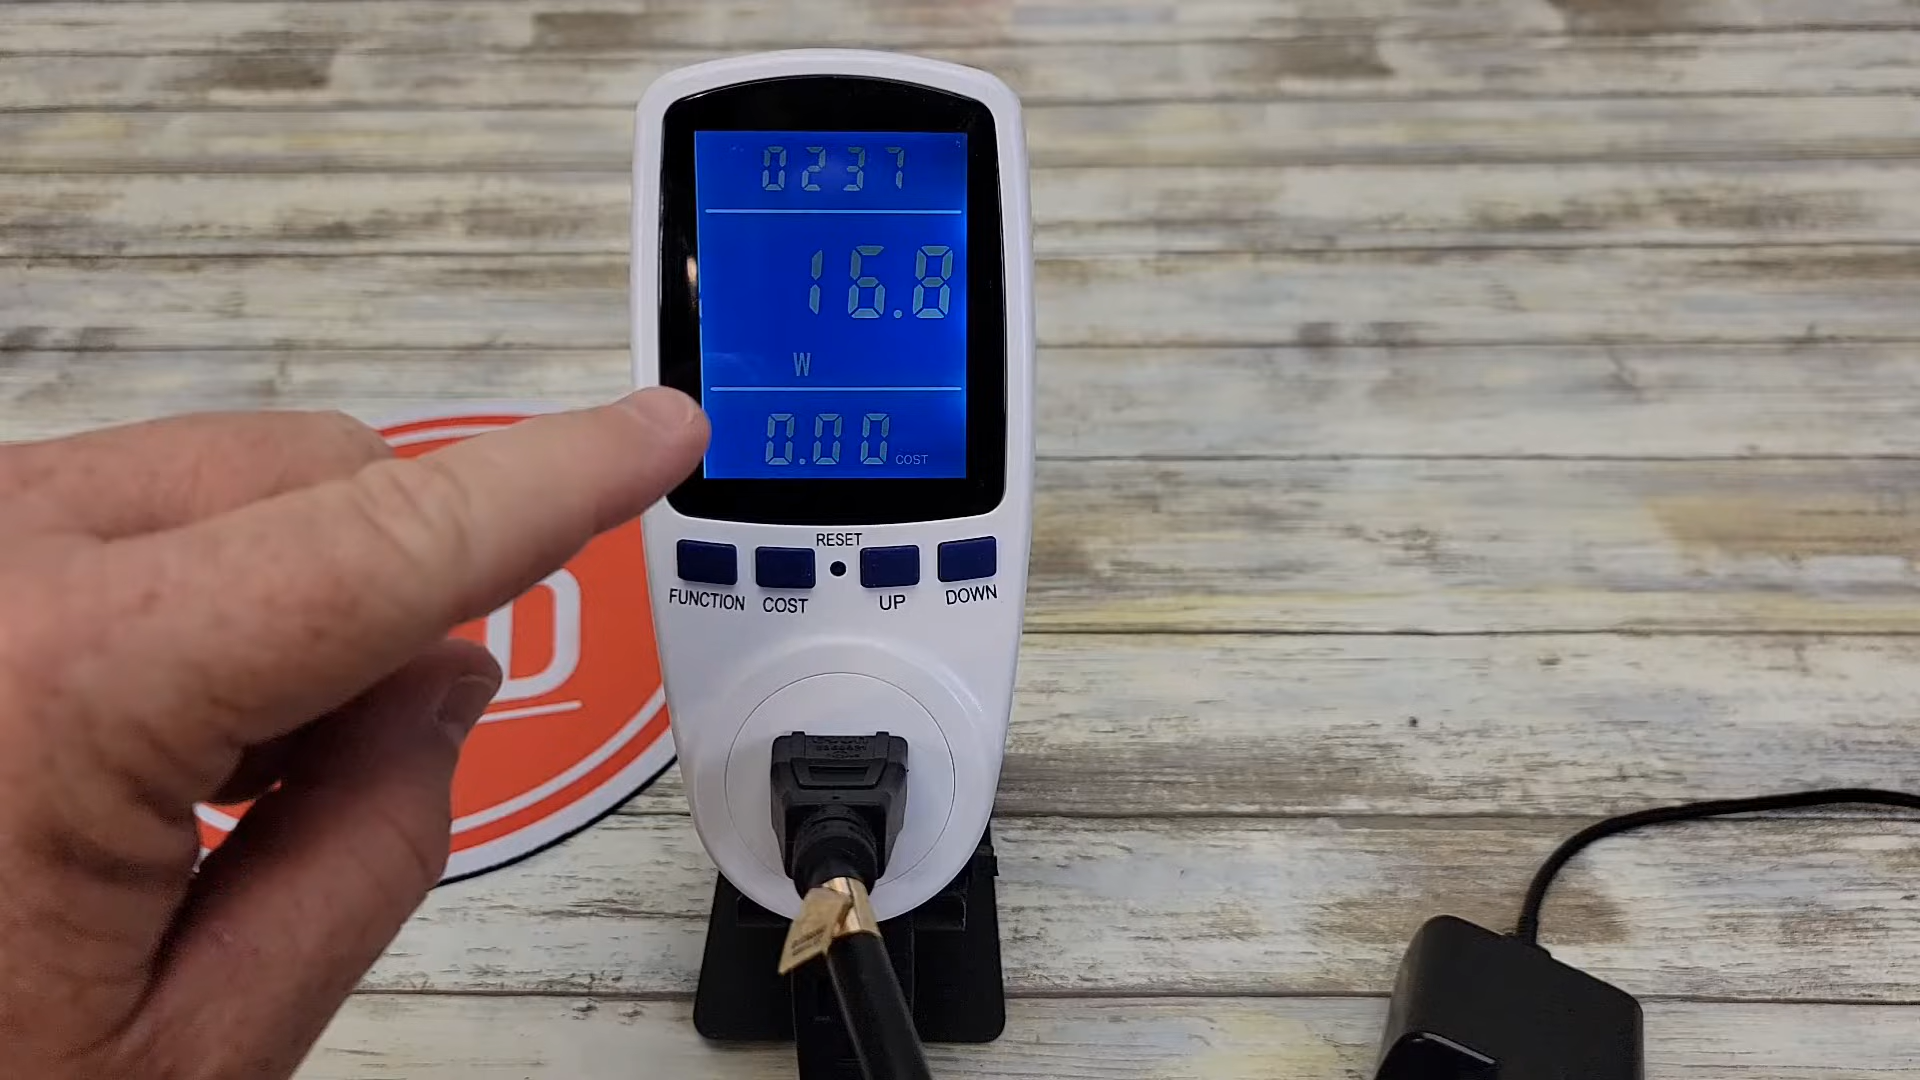 0237
16.8
W
0.00 COST
RESET
FUNCTION COST UP DOWN
D